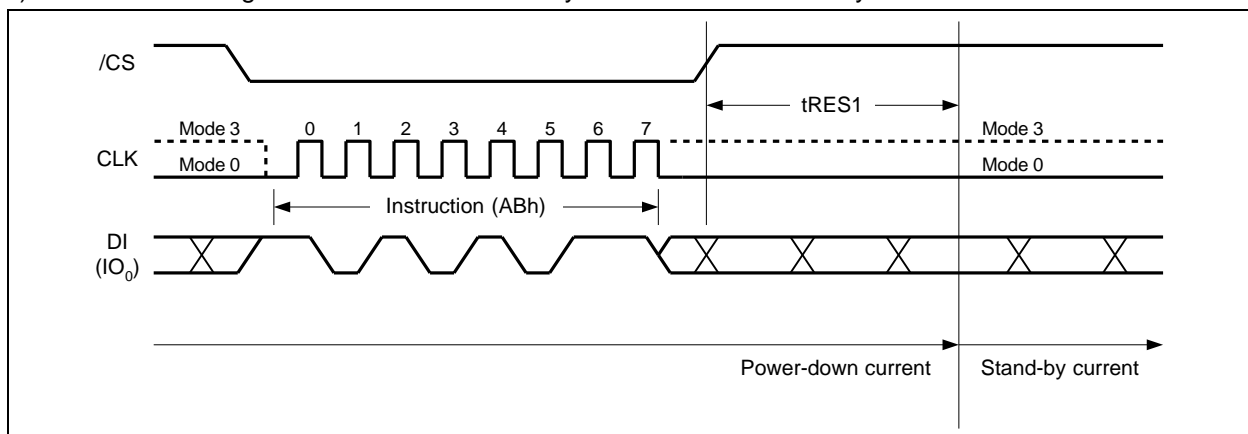 /CS
tRES1
Mode 3 0 1 2 3 4 5 6 7 Mode 3
CLK
Mode 0 Mode 0
Instruction (ABh)
DI
(IO0)
Power-down current Stand-by current